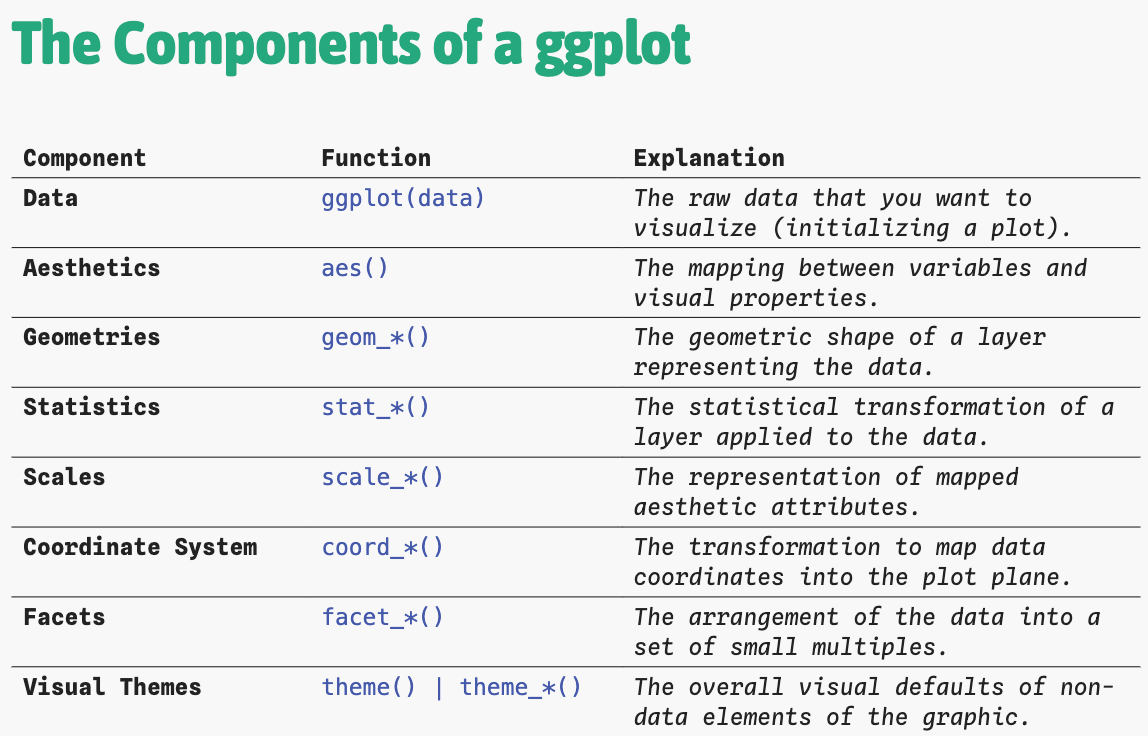 The Components of a ggplot
Component Function Explanation
Data ggplot(data) The raw data that you want to
visualize (initializing a plot).
Aesthetics aes() The mapping between variables and
visual properties.
Geometries geom_*() The geometric shape of a layer
representing the data.
Statistics stat_*() The statistical transformation of a
layer applied to the data.
Scales scale_*() The representation of mapped
aesthetic attributes.
Coordinate System coord_*() The transformation to map data
coordinates into the plot plane.
Facets facet_*() The arrangement of the data into a
set of small multiples.
Visual Themes theme() | theme_*() The overall visual defaults of non-
data elements of the graphic.